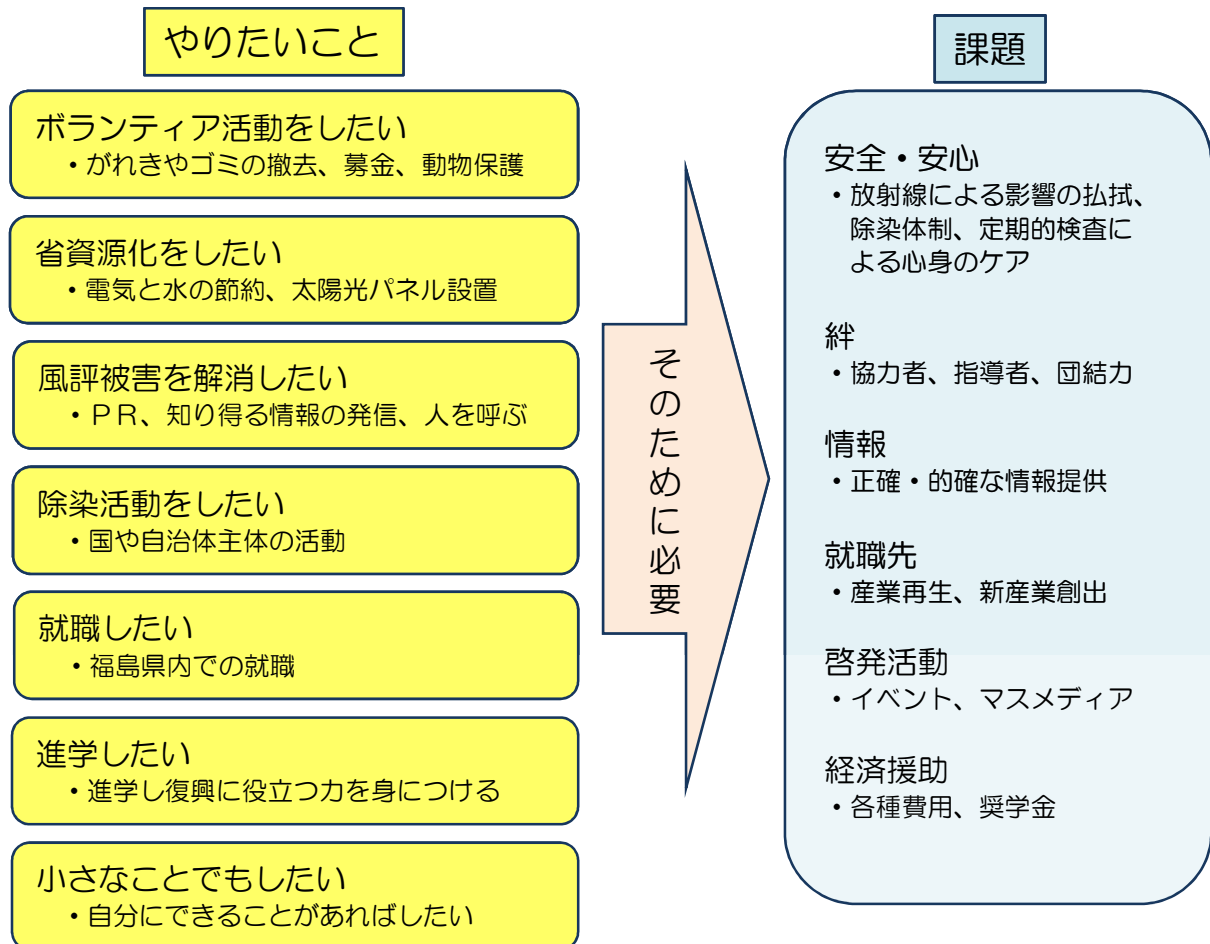 やりたいこと
ボランティア活動をしたい
・がれきやゴミの撤去、募金、動物保護
省資源化をしたい
・電気と水の節約、太陽光パネル設置
風評被害を解消したい
・ＰＲ、知り得る情報の発信、人を呼ぶ
除染活動をしたい
・国や自治体主体の活動
就職したい
・福島県内での就職
進学したい
・進学し復興に役立つ力を身につける
小さなことでもしたい
・自分にできることがあればしたい
そのために必要
課題
安全・安心
・放射線による影響の払拭、
除染体制、定期的検査に
よる心身のケア
絆
・協力者、指導者、団結力
情報
・正確・的確な情報提供
就職先
・産業再生、新産業創出
啓発活動
・イベント、マスメディア
経済援助
・各種費用、奨学金